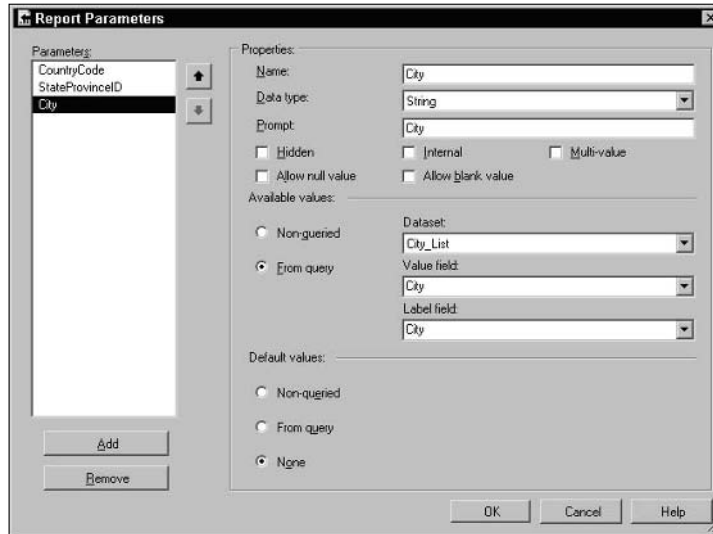 Report Parameters
Parameters:
CountryCode
StateProvinceID
City
Add
Remove
Properties:
Name:
City
Data type:
String
Prompt:
City
Hidden
Internal
Multi-value
Allow null value
Allow blank value
Available values:
Non-queried
From query
Dataset:
City_List
Value field:
City
Label field:
City
Default values:
Non-queried
From query
None
OK
Cancel
Help